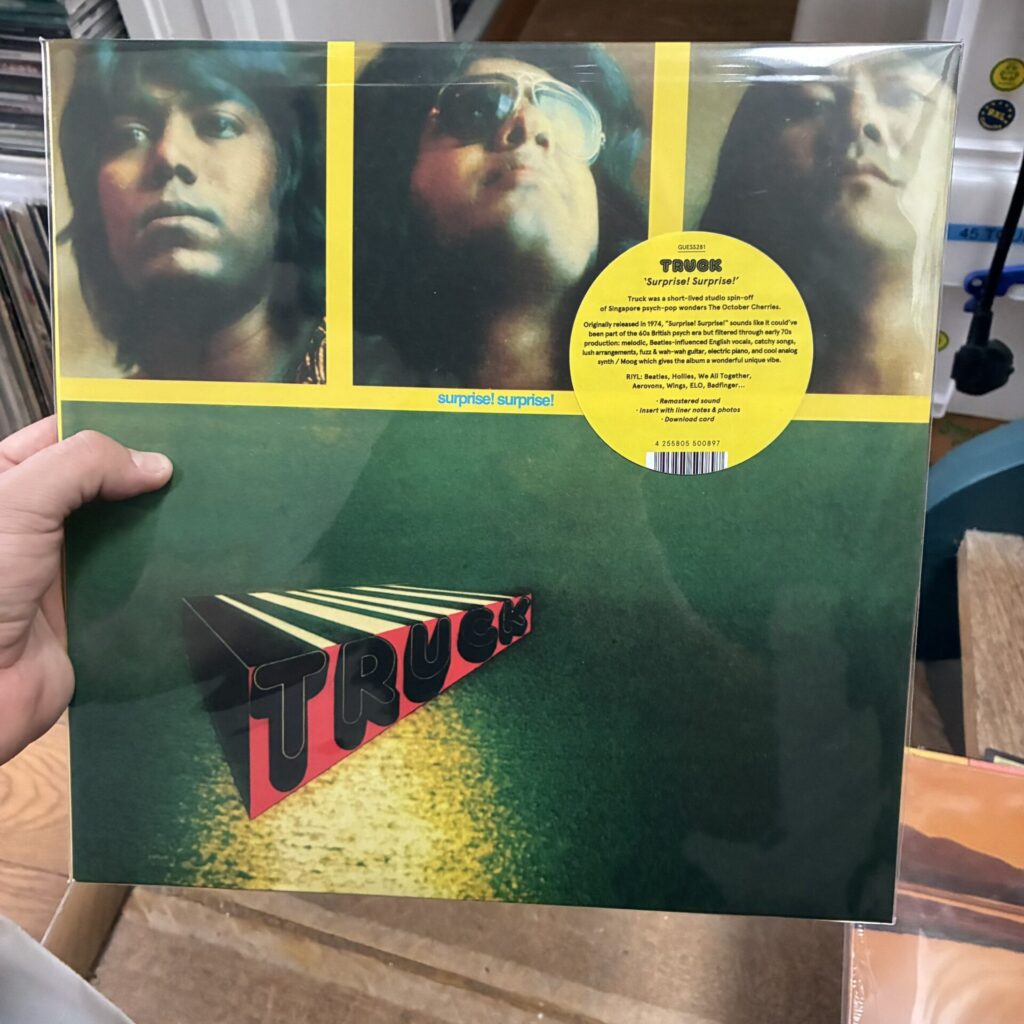 GUESS281
TRUCK
'Surprise! Surprise!'
Truck was a short-lived studio spin-off
of Singapore psych-pop wonders The October Cherries.
Originally released in 1974, "Surprise! Surprise!" sounds like it could've
been part of the 60s British psych era but filtered through early 70s
production: melodic, Beatles-influenced English vocals, catchy songs,
lush arrangements, fuzz & wah-wah guitar, electric piano, and cool analog
synth / Moog which gives the album a wonderful unique vibe.
RIYL: Beatles, Hollies, We All Together,
Aerovons, Wings, ELO, Badfinger...
· Remastered sound
· Insert with liner notes & photos
· Download card
4 255805 500897
surprise! surprise!
TRUCK